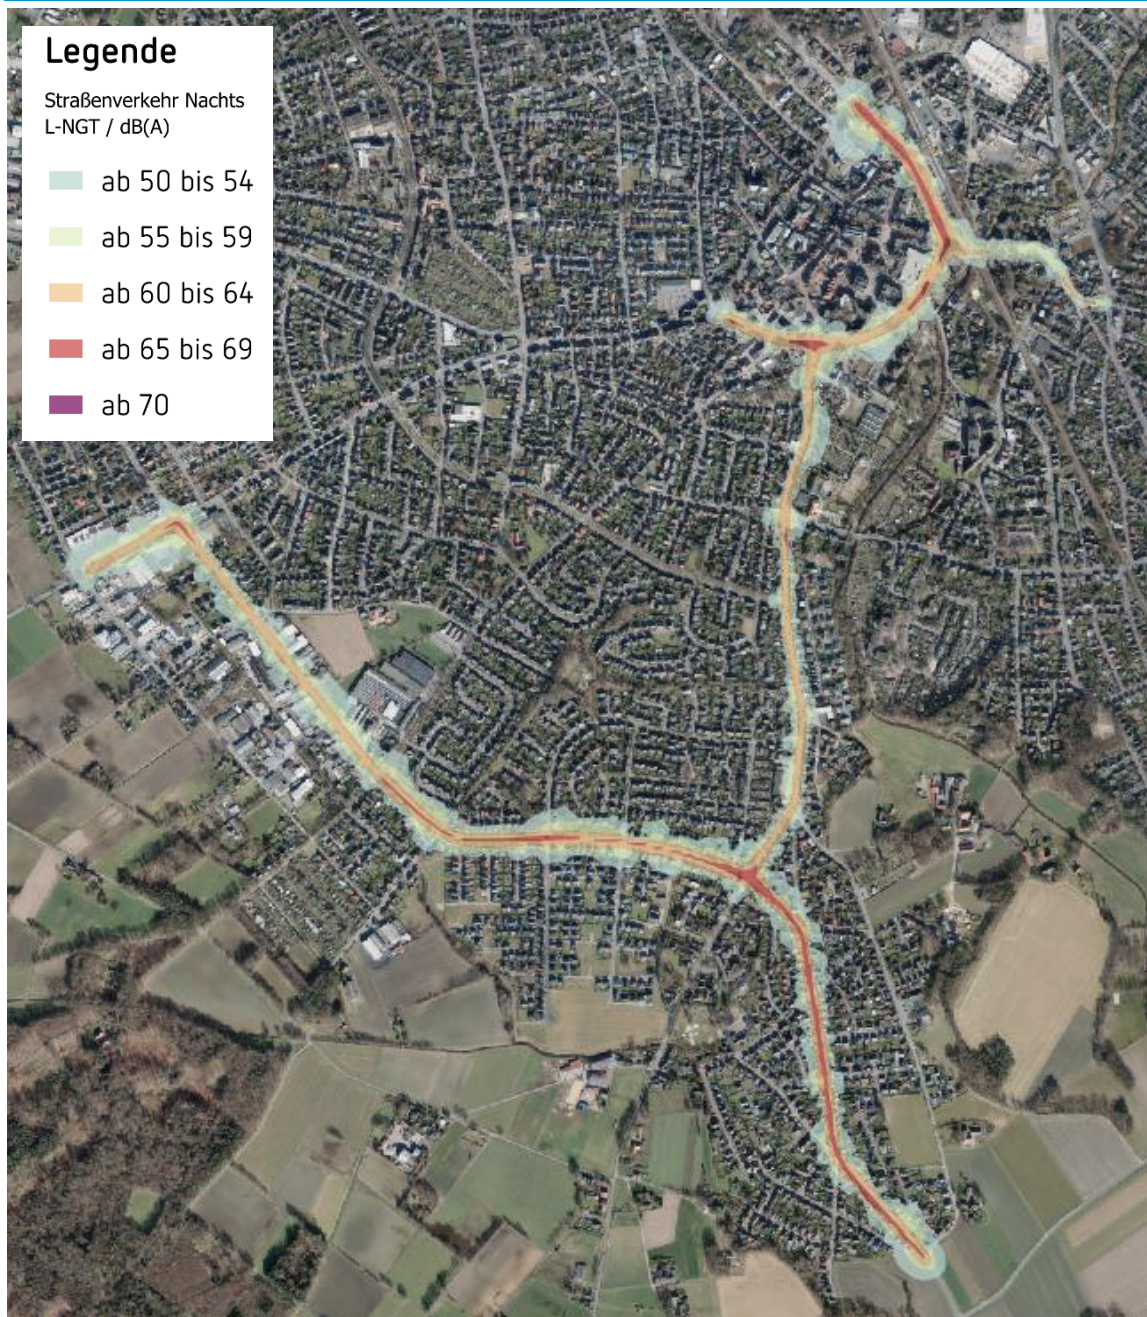 Legende
Straßenverkehr Nachts
L-NGT / dB(A)
ab 50 bis 54
ab 55 bis 59
ab 60 bis 64
ab 65 bis 69
ab 70